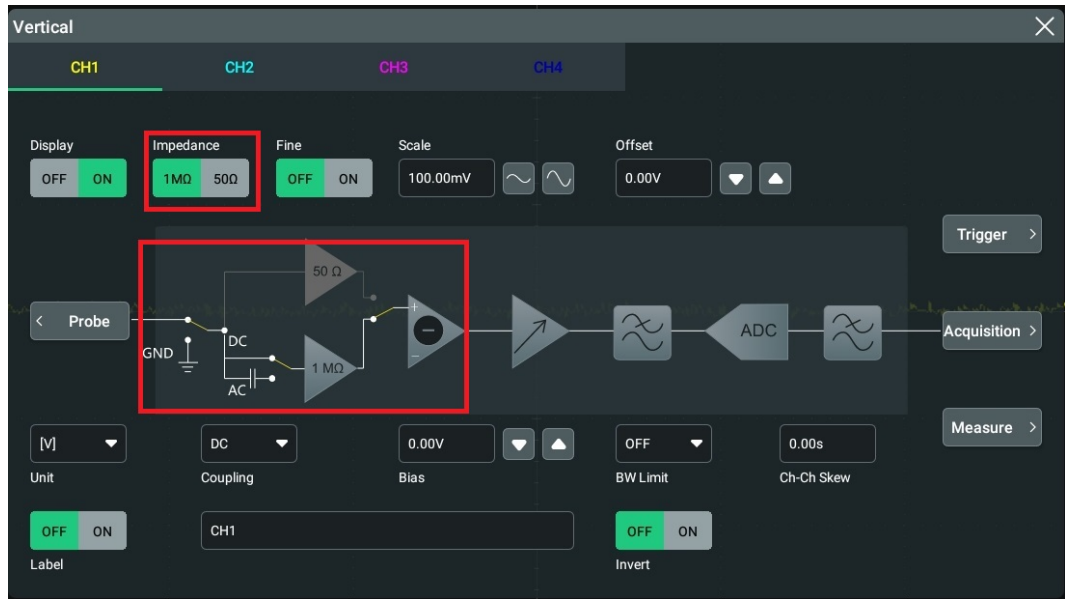 Vertical
CH1 CH2 CH3 CH4
Display Impedance Fine Scale Offset
OFF ON 1MΩ 50Ω OFF ON 100.00mV 0.00V
Trigger >
50 Ω
+
< Probe DC ADC Acquisition >
GND
−
1 MΩ
AC
Measure >
[V] DC 0.00V OFF 0.00s
Unit Coupling Bias BW Limit Ch-Ch Skew
OFF ON CH1 OFF ON
Label Invert